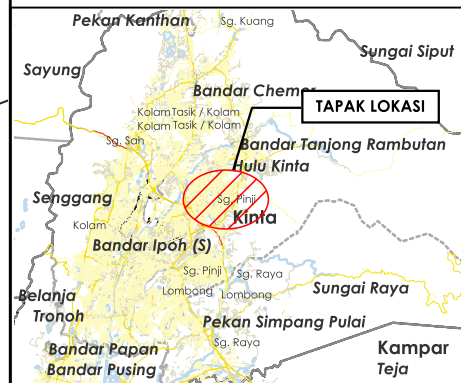 Pekan Kanthan
Sg. Kuang
Sungai Siput
Sayung
Bandar Chemor
TAPAK LOKASI
Kolam Tasik / Kolam
Kolam Tasik / Kolam
Sg. Sah
Bandar Tanjong Rambutan
Hulu Kinta
Senggang
Sg. Pinji
Kinta
Kolam
Bandar Ipoh (S)
Sg. Pinji
Sg. Raya
Lombong
Lombong
Sungai Raya
Belanja
Tronoh
Pekan Simpang Pulai
Sg. Raya
Kampar
Bandar Papan
Teja
Bandar Pusing